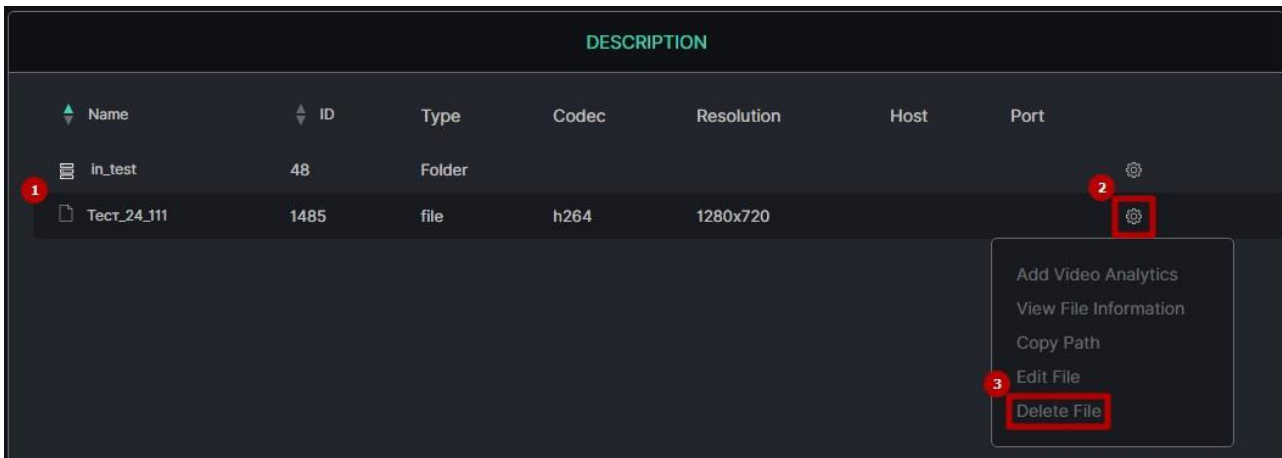 DESCRIPTION
Name ID Type Codec Resolution Host Port
in_test 48 Folder
1 2
Тест_24_111 1485 file h264 1280x720
Add Video Analytics
View File Information
Copy Path
3 Edit File
Delete File